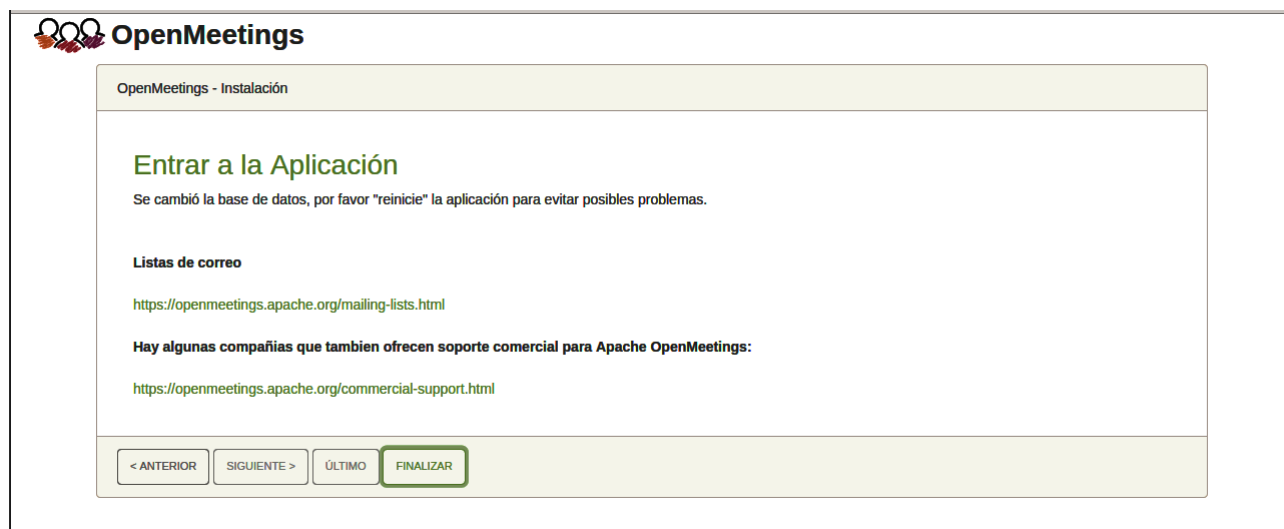 OpenMeetings
OpenMeetings - Instalación
Entrar a la Aplicación
Se cambió la base de datos, por favor "reinicie" la aplicación para evitar posibles problemas.
Listas de correo
https://openmeetings.apache.org/mailing-lists.html
Hay algunas compañias que tambien ofrecen soporte comercial para Apache OpenMeetings:
https://openmeetings.apache.org/commercial-support.html
< ANTERIOR SIGUIENTE > ÚLTIMO FINALIZAR